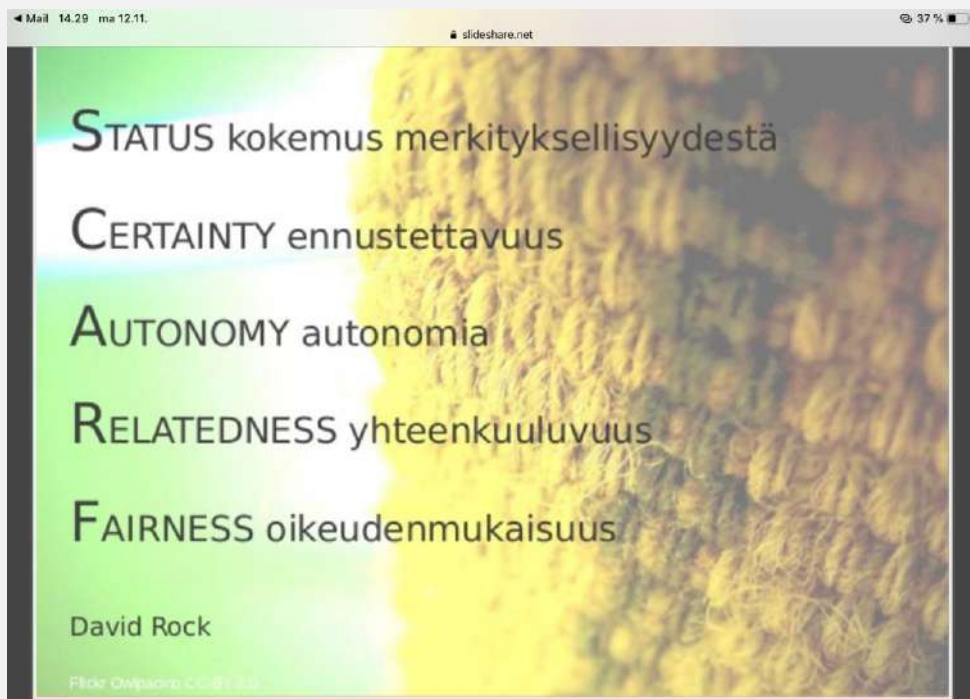 Mail 14.29 ma 12.11.
37 %
slideshare.net
STATUS kokemus merkityksellisyydestä
CERTAINTY ennustettavuus
AUTONOMY autonomia
RELATEDNESS yhteenkuuluvuus
FAIRNESS oikeudenmukaisuus
David Rock
Flickr